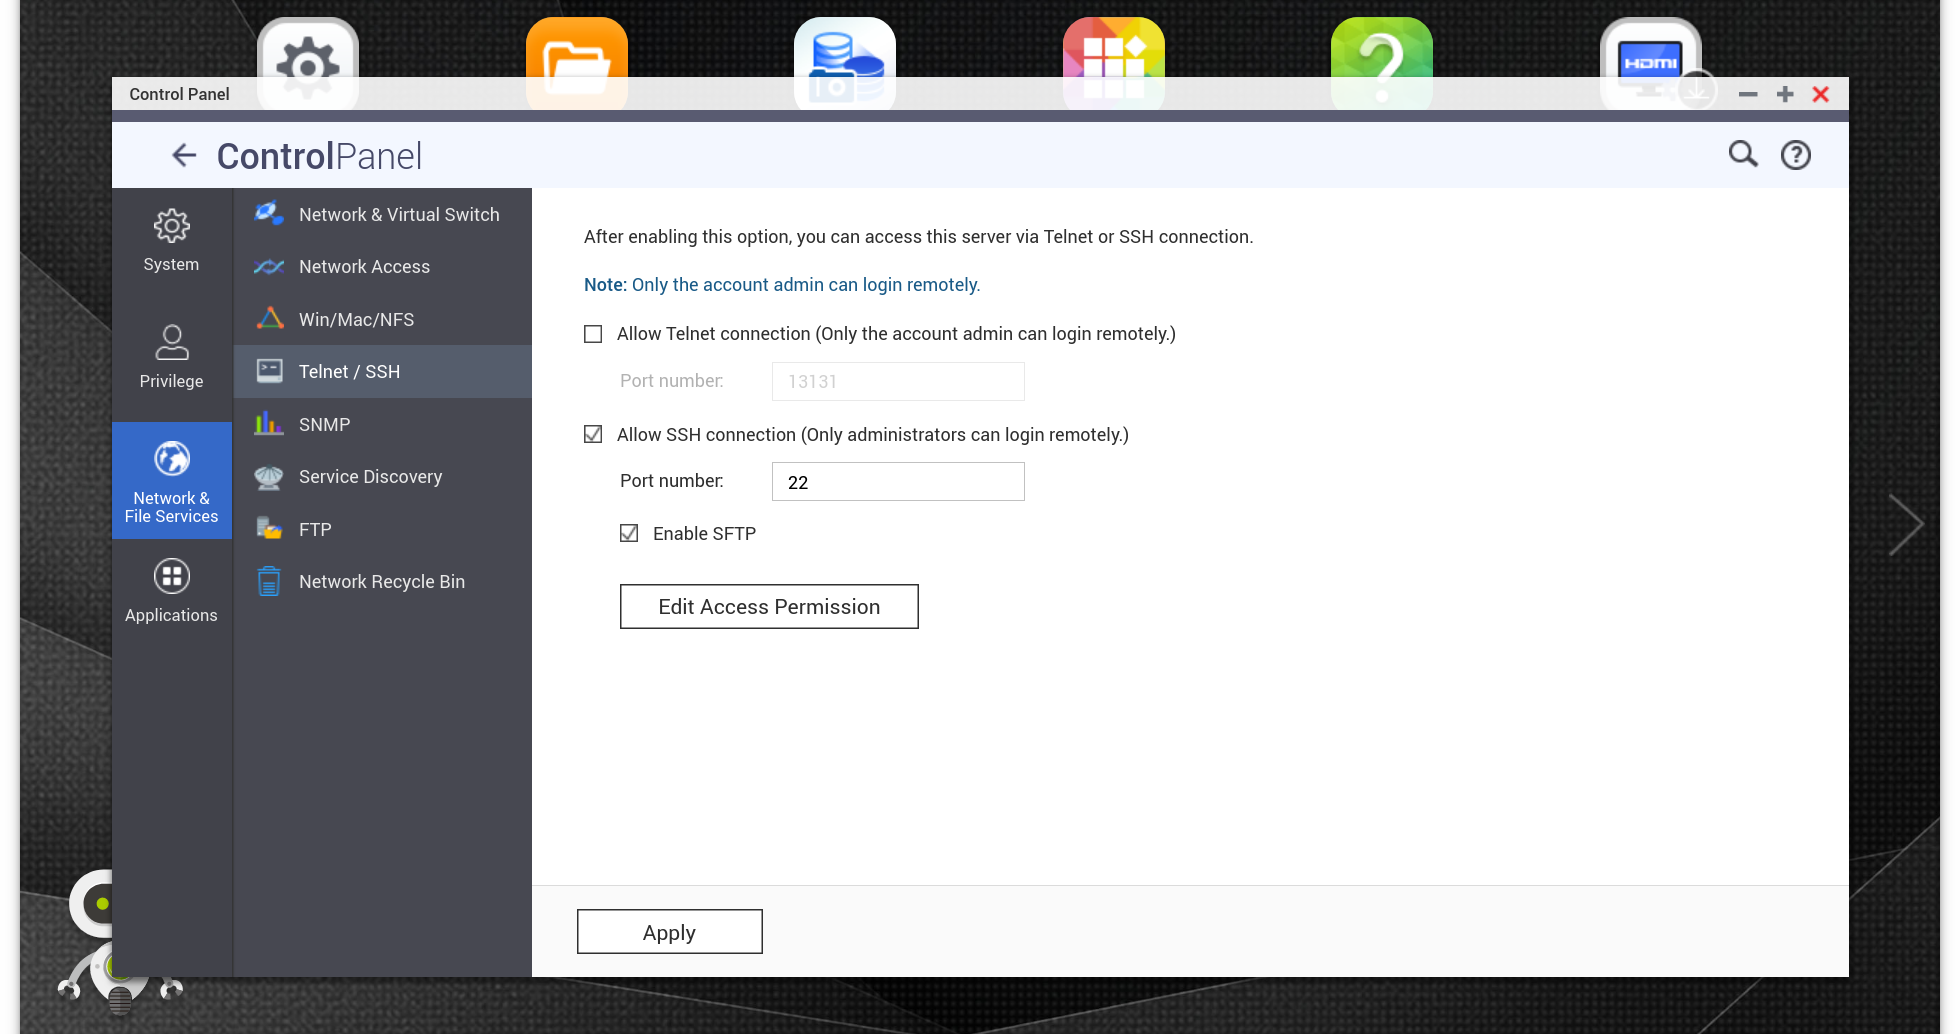 HDMI
Control Panel
ControlPanel
System
Privilege
Network &
File Services
Applications
Network & Virtual Switch
Network Access
Win/Mac/NFS
Telnet / SSH
SNMP
Service Discovery
FTP
Network Recycle Bin
After enabling this option, you can access this server via Telnet or SSH connection.
Note: Only the account admin can login remotely.
Allow Telnet connection (Only the account admin can login remotely.)
Port number: 13131
Allow SSH connection (Only administrators can login remotely.)
Port number: 22
Enable SFTP
Edit Access Permission
Apply